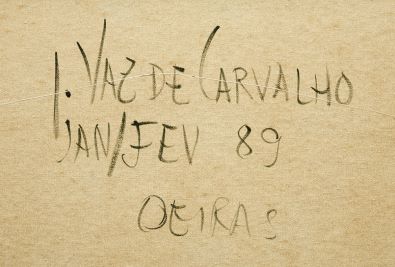 J. VAZ DE CARVALHO
JAN/FEV 89
OEIRAS